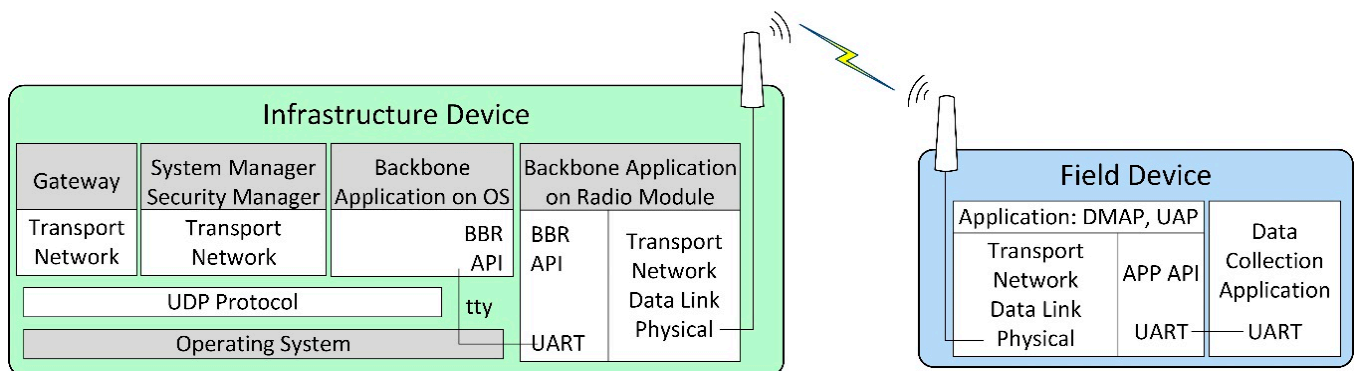 Infrastructure Device
Gateway
Transport
Network
System Manager
Security Manager
Transport
Network
Backbone
Application on OS
BBR
API
UDP Protocol
tty
Operating System
Backbone Application
on Radio Module
BBR
API
UART
Transport
Network
Data Link
Physical
Field Device
Application: DMAP, UAP
Transport
Network
Data Link
Physical
APP API
UART
Data
Collection
Application
UART